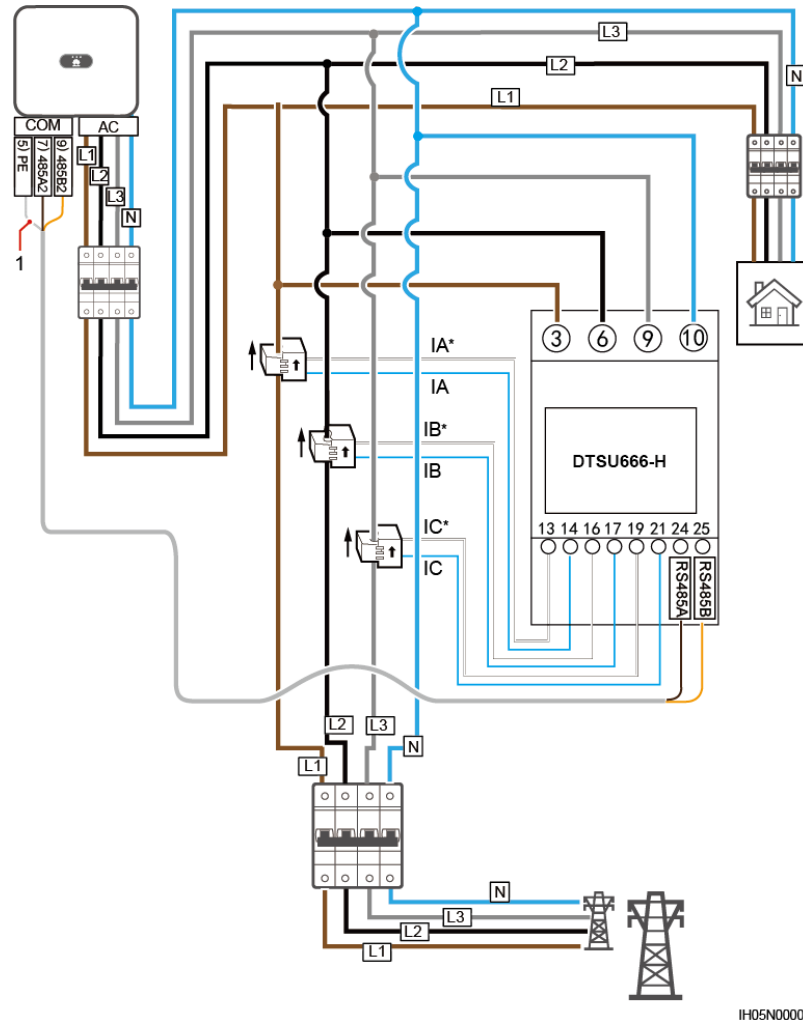 L3
L2
N
L1
COM
AC
5) PE
7) 485A2
9) 485B2
L1
L2
L3
N
1
3
6
9
10
IA*
IA
IB*
IB
DTSU666-H
IC*
IC
13 14 16 17 19 21 24 25
RS485A
RS485B
L2
L3
N
L1
N
L3
L2
L1
IH05N0000